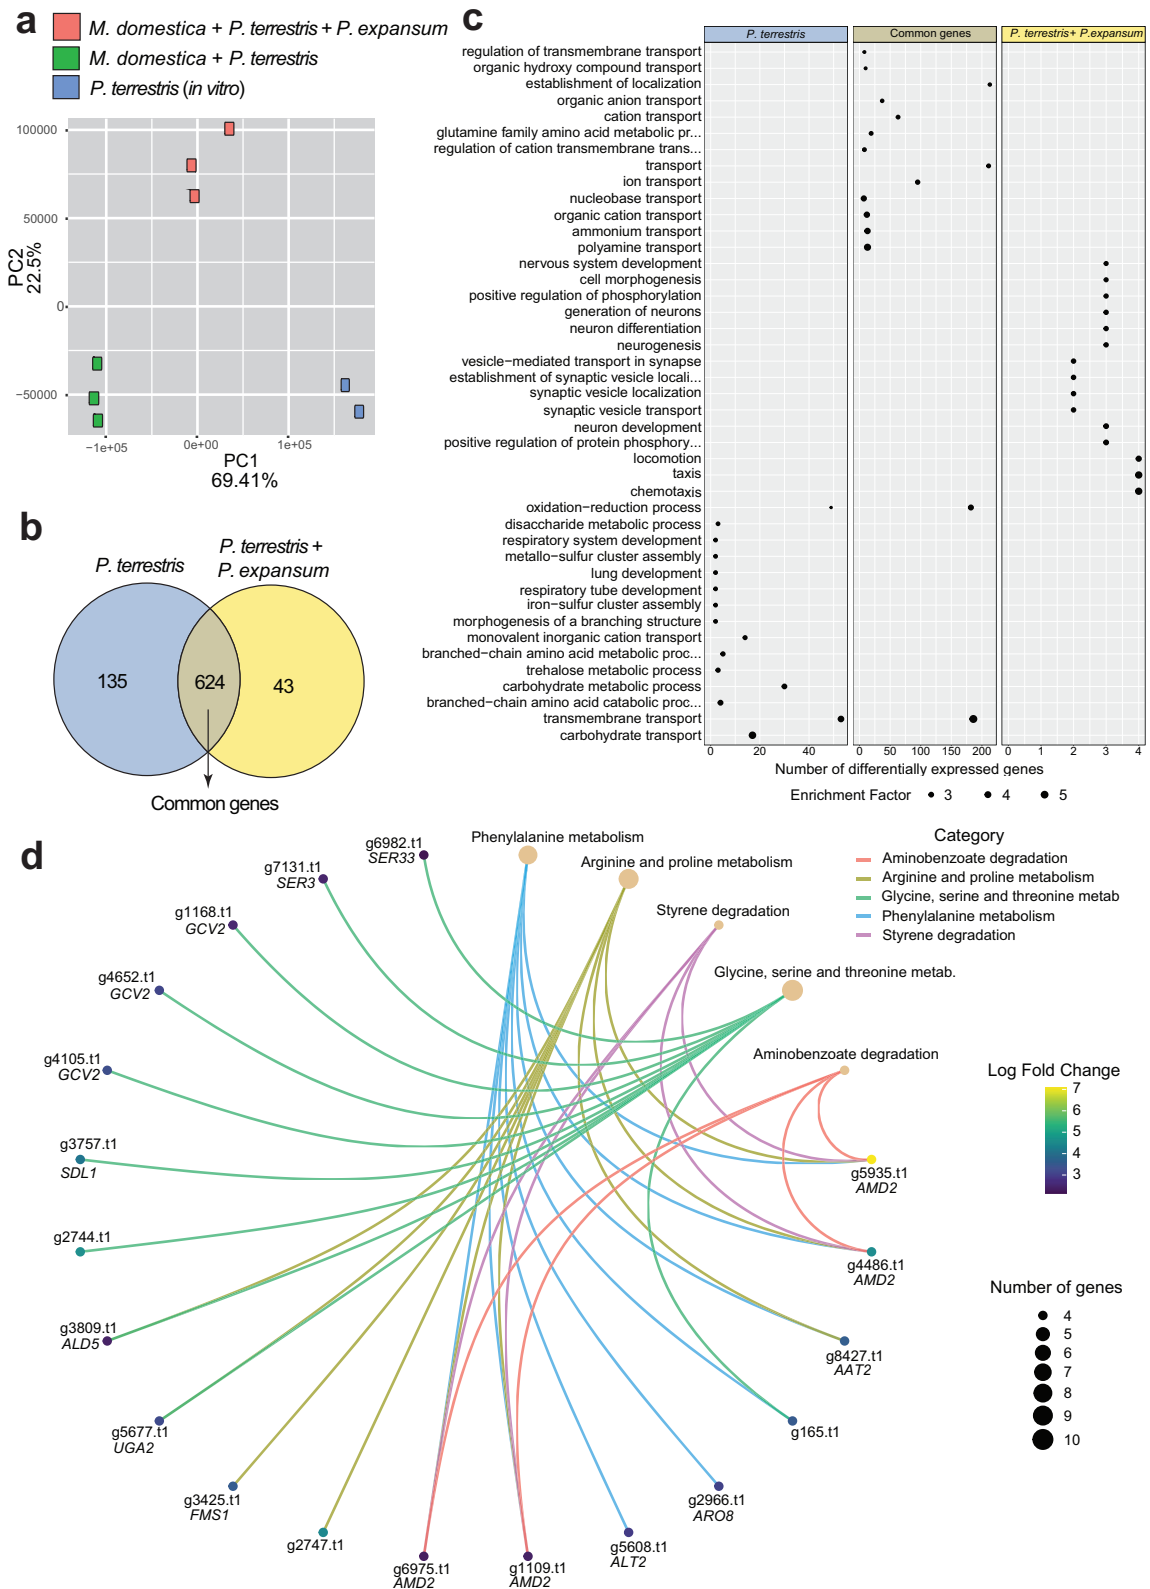 a
M. domestica + P. terrestris + P. expansum
M. domestica + P. terrestris
P. terrestris (in vitro)
100000
50000
0
−50000
PC2
22.5%
−1e+05
0e+00
1e+05
PC1
69.41%
b
P. terrestris
P. terrestris +
P. expansum
135
624
43
Common genes
c
P. terrestris
Common genes
P. terrestris+ P.expansum
regulation of transmembrane transport
organic hydroxy compound transport
establishment of localization
organic anion transport
cation transport
glutamine family amino acid metabolic pr...
regulation of cation transmembrane trans...
transport
ion transport
nucleobase transport
organic cation transport
ammonium transport
polyamine transport
nervous system development
cell morphogenesis
positive regulation of phosphorylation
generation of neurons
neuron differentiation
neurogenesis
vesicle−mediated transport in synapse
establishment of synaptic vesicle locali...
synaptic vesicle localization
synaptic vesicle transport
neuron development
positive regulation of protein phosphory...
locomotion
taxis
chemotaxis
oxidation−reduction process
disaccharide metabolic process
respiratory system development
metallo−sulfur cluster assembly
lung development
respiratory tube development
iron−sulfur cluster assembly
morphogenesis of a branching structure
monovalent inorganic cation transport
branched−chain amino acid metabolic proc...
trehalose metabolic process
carbohydrate metabolic process
branched−chain amino acid catabolic proc...
transmembrane transport
carbohydrate transport
0 20 40
0 50 100 150 200
0 1 2 3 4
Number of differentially expressed genes
Enrichment Factor 3 4 5
d
g6982.t1
SER33
g7131.t1
SER3
g1168.t1
GCV2
g4652.t1
GCV2
g4105.t1
GCV2
g3757.t1
SDL1
g2744.t1
g3809.t1
ALD5
g5677.t1
UGA2
g3425.t1
FMS1
g2747.t1
g6975.t1
AMD2
g1109.t1
AMD2
g5608.t1
ALT2
g2966.t1
ARO8
g165.t1
g8427.t1
AAT2
g4486.t1
AMD2
g5935.t1
AMD2
Phenylalanine metabolism
Arginine and proline metabolism
Styrene degradation
Glycine, serine and threonine metab.
Aminobenzoate degradation
Category
Aminobenzoate degradation
Arginine and proline metabolism
Glycine, serine and threonine metab
Phenylalanine metabolism
Styrene degradation
Log Fold Change
7
6
5
4
3
Number of genes
4
5
6
7
8
9
10